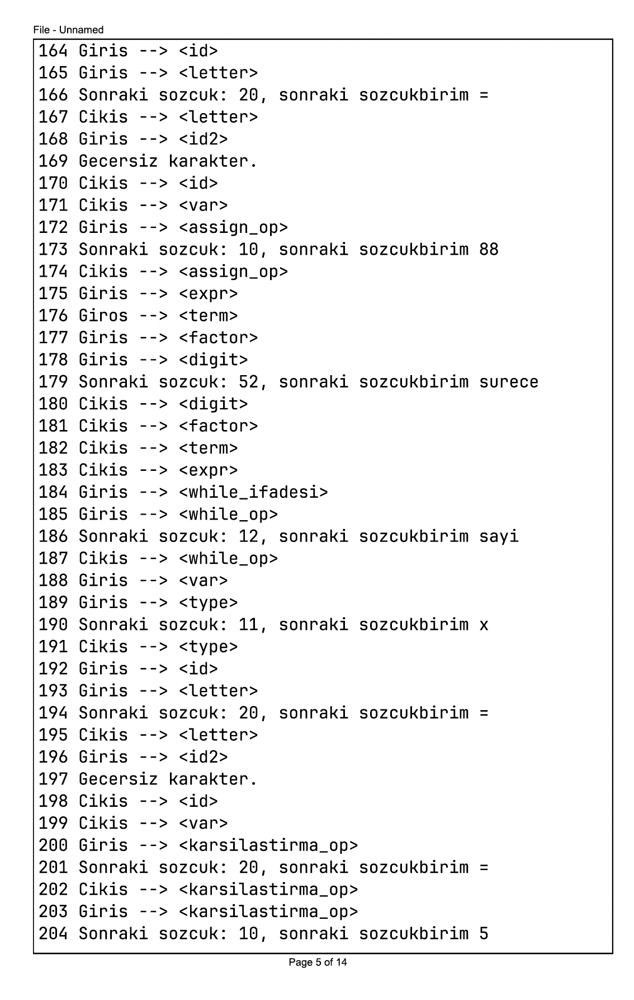 File - Unnamed
164 Giris --> <id>
165 Giris --> <letter>
166 Sonraki sozcuk: 20, sonraki sozcukbirim =
167 Cikis --> <letter>
168 Giris --> <id2>
169 Gecersiz karakter.
170 Cikis --> <id>
171 Cikis --> <var>
172 Giris --> <assign_op>
173 Sonraki sozcuk: 10, sonraki sozcukbirim 88
174 Cikis --> <assign_op>
175 Giris --> <expr>
176 Giros --> <term>
177 Giris --> <factor>
178 Giris --> <digit>
179 Sonraki sozcuk: 52, sonraki sozcukbirim surece
180 Cikis --> <digit>
181 Cikis --> <factor>
182 Cikis --> <term>
183 Cikis --> <expr>
184 Giris --> <while_ifadesi>
185 Giris --> <while_op>
186 Sonraki sozcuk: 12, sonraki sozcukbirim sayi
187 Cikis --> <while_op>
188 Giris --> <var>
189 Giris --> <type>
190 Sonraki sozcuk: 11, sonraki sozcukbirim x
191 Cikis --> <type>
192 Giris --> <id>
193 Giris --> <letter>
194 Sonraki sozcuk: 20, sonraki sozcukbirim =
195 Cikis --> <letter>
196 Giris --> <id2>
197 Gecersiz karakter.
198 Cikis --> <id>
199 Cikis --> <var>
200 Giris --> <karsilastirma_op>
201 Sonraki sozcuk: 20, sonraki sozcukbirim =
202 Cikis --> <karsilastirma_op>
203 Giris --> <karsilastirma_op>
204 Sonraki sozcuk: 10, sonraki sozcukbirim 5
Page 5 of 14